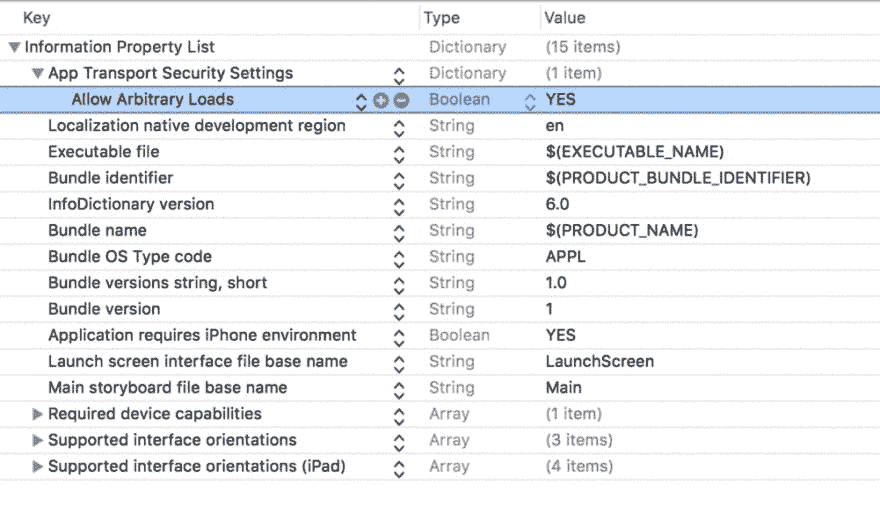 Key Type Value
Information Property List Dictionary (15 items)
App Transport Security Settings Dictionary (1 item)
Allow Arbitrary Loads Boolean YES
Localization native development region String en
Executable file String $(EXECUTABLE_NAME)
Bundle identifier String $(PRODUCT_BUNDLE_IDENTIFIER)
InfoDictionary version String 6.0
Bundle name String $(PRODUCT_NAME)
Bundle OS Type code String APPL
Bundle versions string, short String 1.0
Bundle version String 1
Application requires iPhone environment Boolean YES
Launch screen interface file base name String LaunchScreen
Main storyboard file base name String Main
Required device capabilities Array (1 item)
Supported interface orientations Array (3 items)
Supported interface orientations (iPad) Array (4 items)